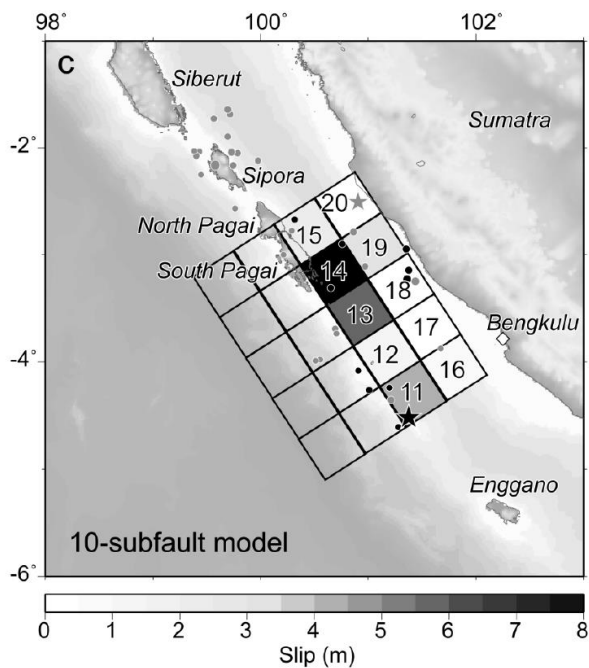 98° 100° 102°
C
Siberut
Sumatra
-2°
Sipora
20
North Pagai
15
19
South Pagai
14
18
13
17
Bengkulu
-4°
12
16
11
Enggano
10-subfault model
-6°
0 1 2 3 4 5 6 7 8
Slip (m)